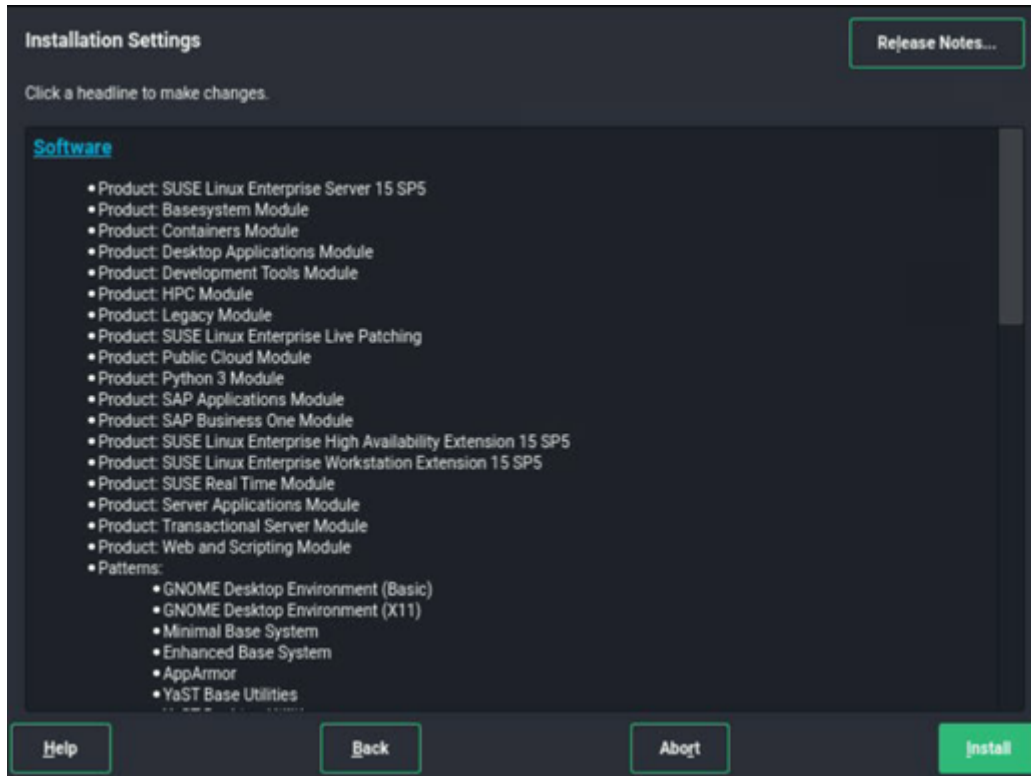 Installation Settings
Release Notes...
Click a headline to make changes.
Software
• Product: SUSE Linux Enterprise Server 15 SP5
• Product: Basesystem Module
• Product: Containers Module
• Product: Desktop Applications Module
• Product: Development Tools Module
• Product: HPC Module
• Product: Legacy Module
• Product: SUSE Linux Enterprise Live Patching
• Product: Public Cloud Module
• Product: Python 3 Module
• Product: SAP Applications Module
• Product: SAP Business One Module
• Product: SUSE Linux Enterprise High Availability Extension 15 SP5
• Product: SUSE Linux Enterprise Workstation Extension 15 SP5
• Product: SUSE Real Time Module
• Product: Server Applications Module
• Product: Transactional Server Module
• Product: Web and Scripting Module
• Patterns:
• GNOME Desktop Environment (Basic)
• GNOME Desktop Environment (X11)
• Minimal Base System
• Enhanced Base System
• AppArmor
• YaST Base Utilities
Help
Back
Abort
Install